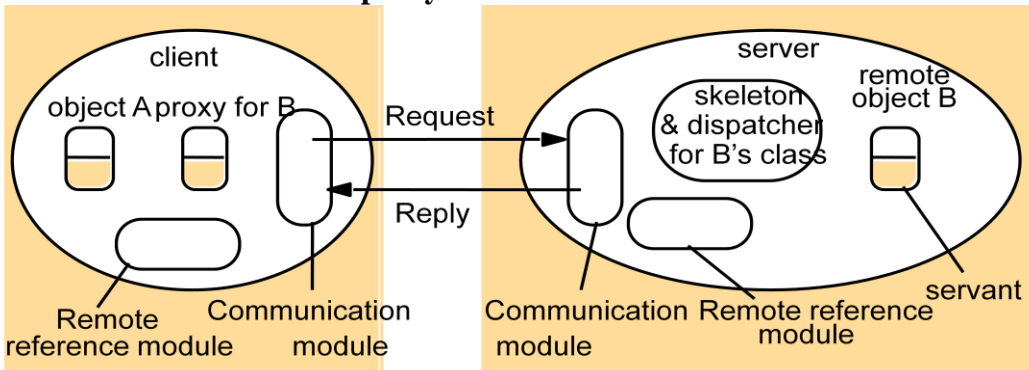 client
object A proxy for B
Request
Reply
Remote
reference module
Communication
module
server
skeleton
& dispatcher
for B's class
remote
object B
Communication
module
Remote reference
module
servant